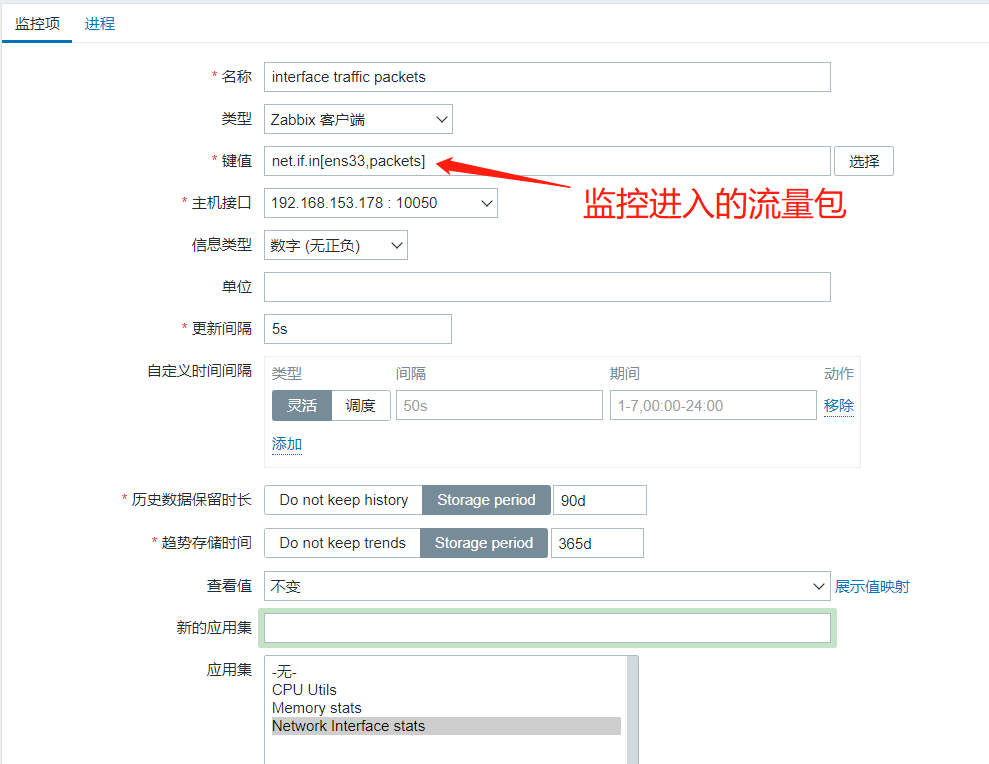 监控项 进程
* 名称 interface traffic packets
类型 Zabbix 客户端
* 键值 net.if.in[ens33,packets] 选择
监控进入的流量包
* 主机接口 192.168.153.178 : 10050
信息类型 数字 (无正负)
单位
* 更新间隔 5s
自定义时间间隔 类型 间隔 期间 动作
灵活 调度 50s 1-7,00:00-24:00 移除
添加
* 历史数据保留时长 Do not keep history Storage period 90d
* 趋势存储时间 Do not keep trends Storage period 365d
查看值 不变 展示值映射
新的应用集
应用集 -无-
CPU Utils
Memory stats
Network Interface stats